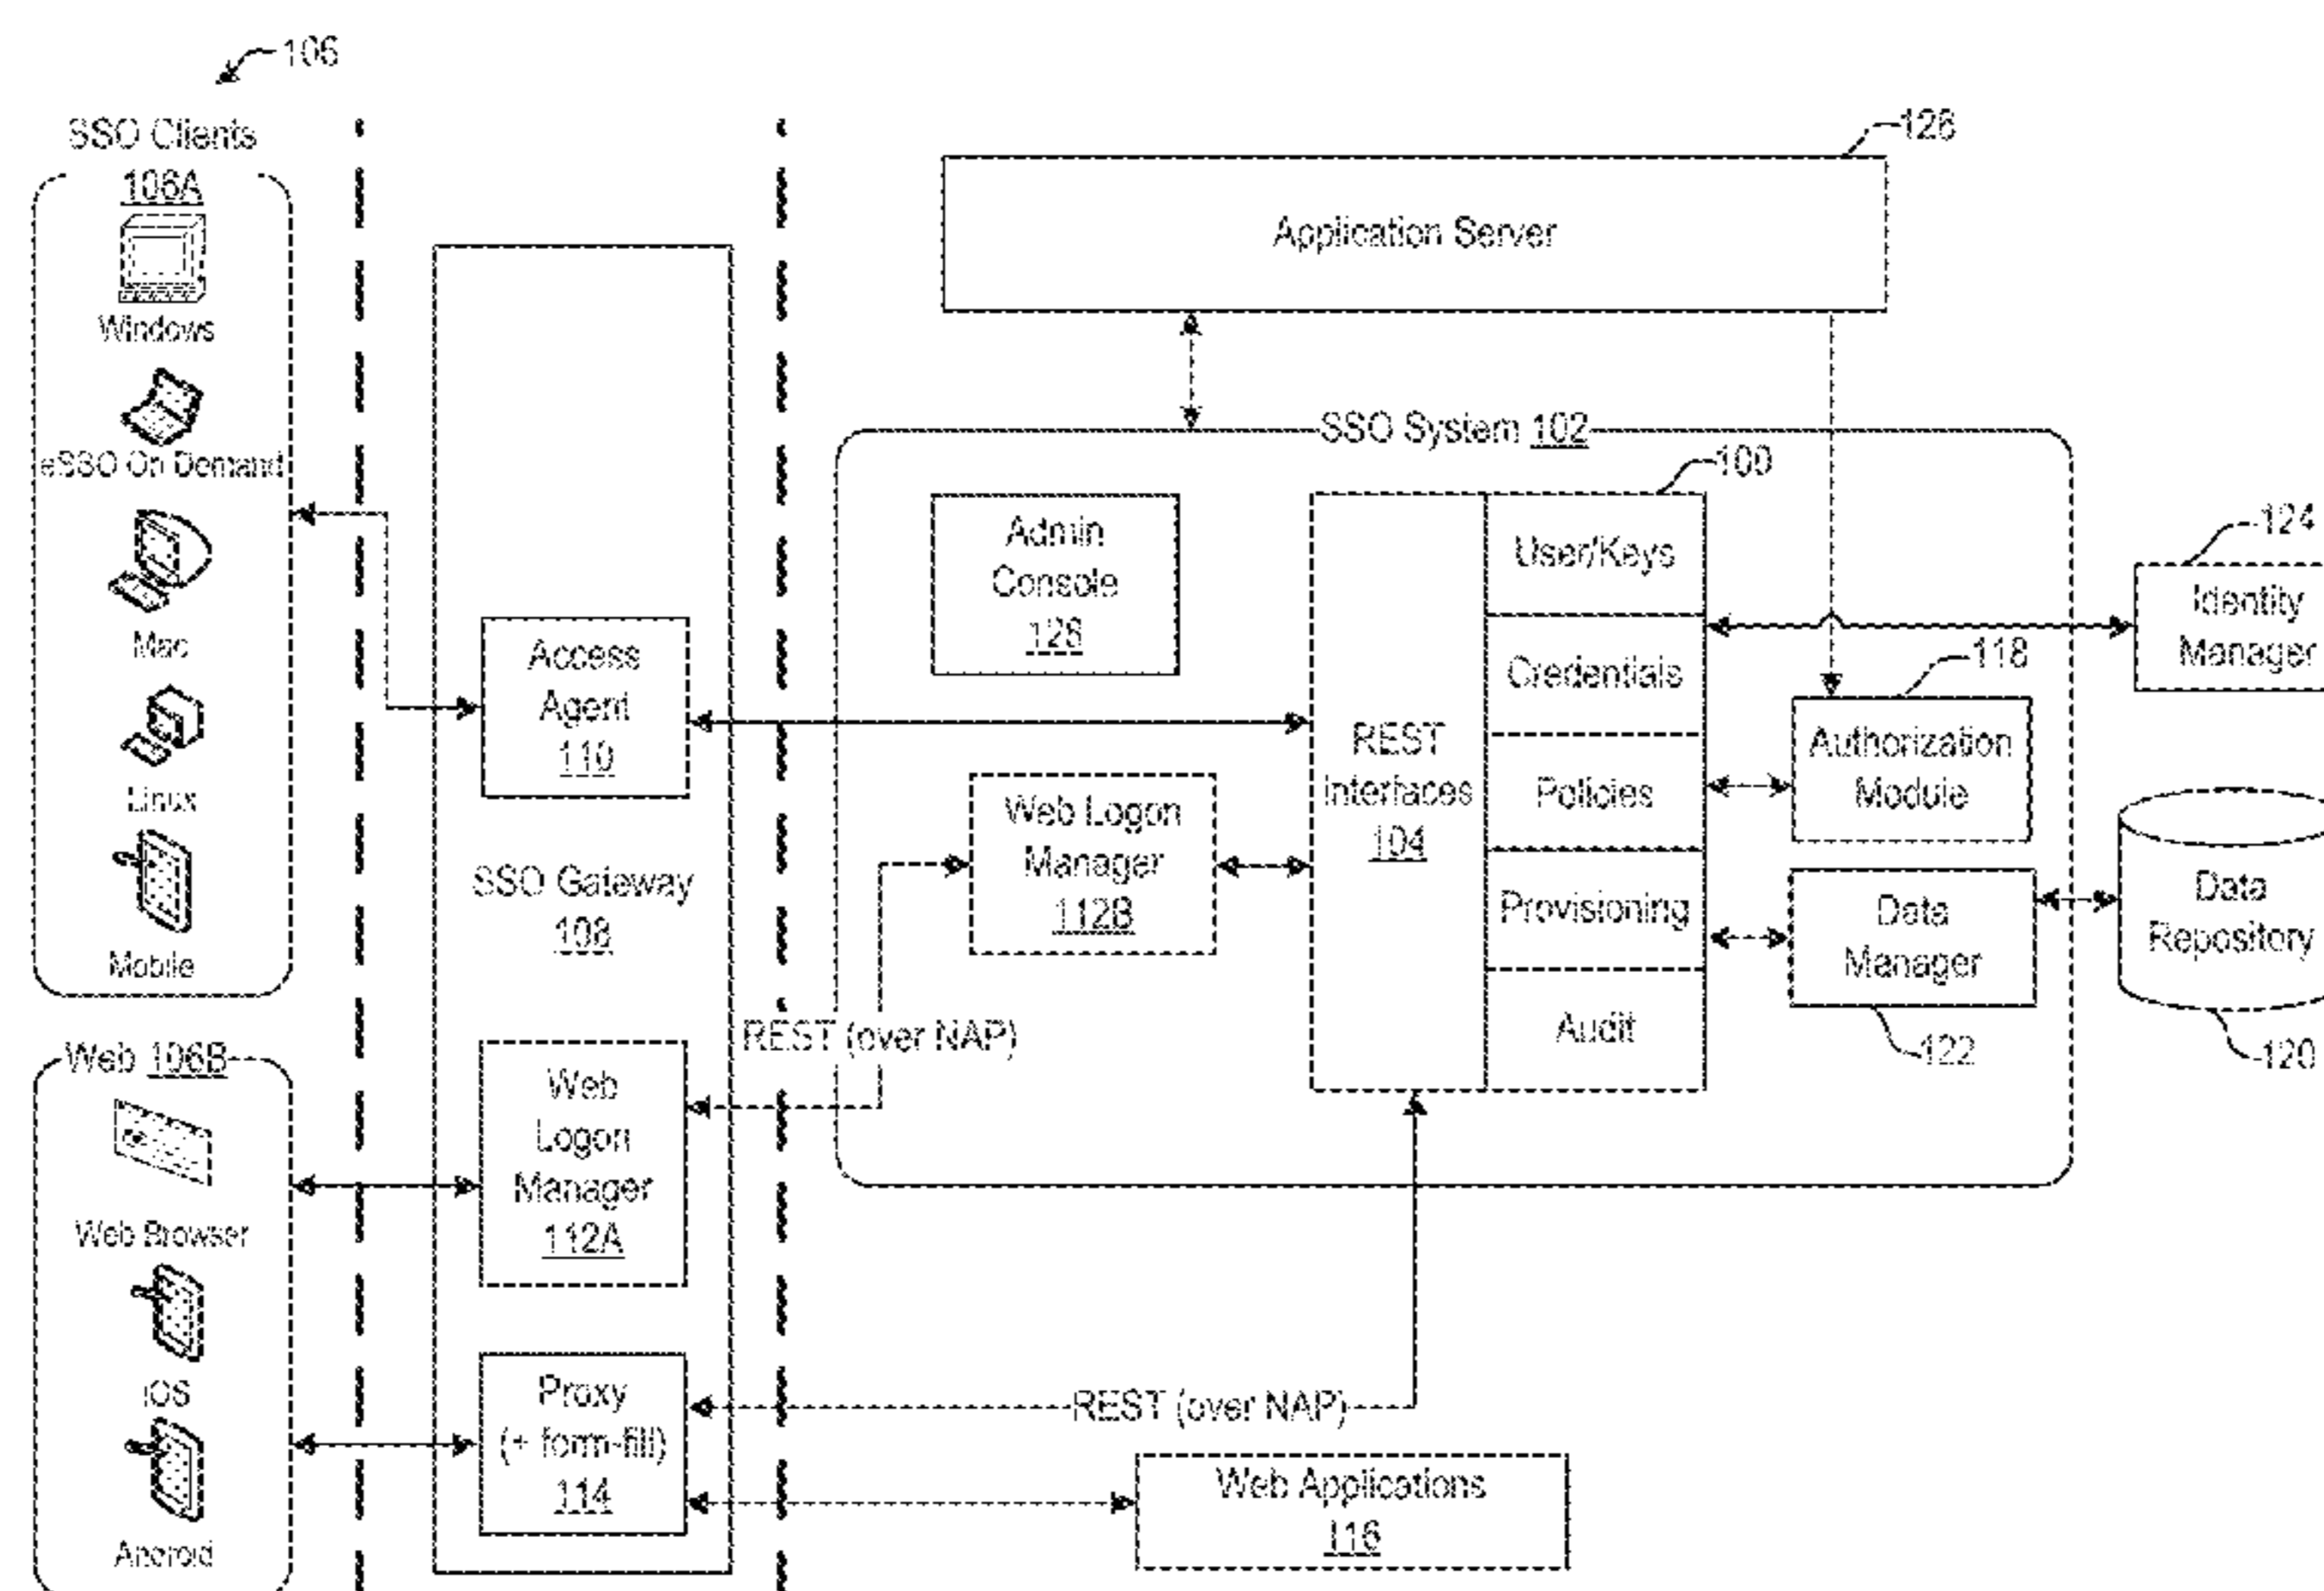 106
SSO Clients
106A
Windows
eSSO On Demand
Mac
Linux
Mobile
Web 106B
Web Browser
iOS
Android
Access
Agent
110
SSO Gateway
108
Web
Logon
Manager
112A
Proxy
(+ form-fill)
114
REST (over NAP)
REST (over NAP)
Web Applications
116
126
Application Server
SSO System 102
100
Admin
Console
128
Web Logon
Manager
112B
REST
Interfaces
104
User/Keys
Credentials
Policies
Provisioning
Audit
118
Authorization
Module
Data
Manager
122
124
Identity
Manager
Data
Repository
120